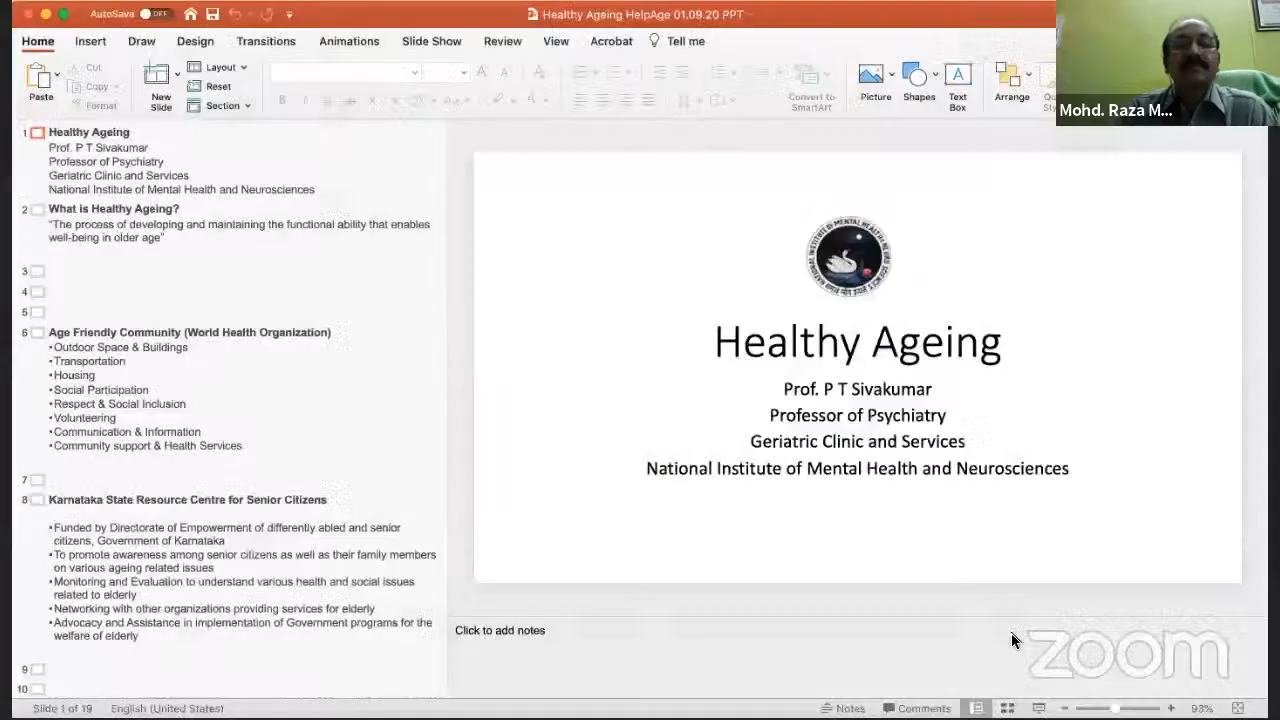 AutoSave OFF
Healthy Ageing HelpAge 01.09.20 PPT
Home Insert Draw Design Transitions Animations Slide Show Review View Acrobat Tell me
Paste
Cut
Copy
Format
New Slide
Layout
Reset
Section
Convert to SmartArt
Picture
Shapes
Text Box
Arrange
Mohd. Raza M...
1 Healthy Ageing
Prof. P T Sivakumar
Professor of Psychiatry
Geriatric Clinic and Services
National Institute of Mental Health and Neurosciences
2 What is Healthy Ageing?
"The process of developing and maintaining the functional ability that enables
well-being in older age"
3
4
5
6 Age Friendly Community (World Health Organization)
•Outdoor Space & Buildings
•Transportation
•Housing
•Social Participation
•Respect & Social Inclusion
•Volunteering
•Communication & Information
•Community support & Health Services
7
8 Karnataka State Resource Centre for Senior Citizens
•Funded by Directorate of Empowerment of differently abled and senior
citizens, Government of Karnataka
•To promote awareness among senior citizens as well as their family members
on various ageing related issues
•Monitoring and Evaluation to understand various health and social issues
related to elderly
•Networking with other organizations providing services for elderly
•Advocacy and Assistance in implementation of Government programs for the
welfare of elderly
9
10
Healthy Ageing
Prof. P T Sivakumar
Professor of Psychiatry
Geriatric Clinic and Services
National Institute of Mental Health and Neurosciences
Click to add notes
zoom
Slide 1 of 19 English (United States)
Notes Comments 93%